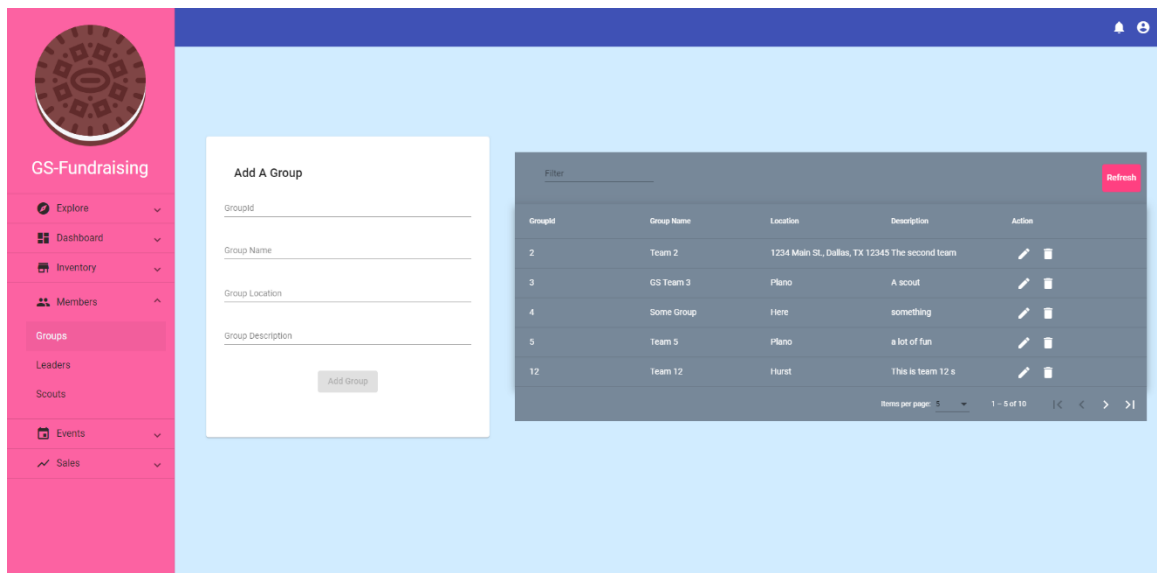 GS-Fundraising
Explore
Dashboard
Inventory
Members
Groups
Leaders
Scouts
Events
Sales
Add A Group
GroupId
Group Name
Group Location
Group Description
Add Group
Filter
Refresh
GroupId Group Name Location Description Action
2 Team 2 1234 Main St., Dallas, TX 12345 The second team
3 GS Team 3 Plano A scout
4 Some Group Here something
5 Team 5 Plano a lot of fun
12 Team 12 Hurst This is team 12 s
Items per page: 5 1 – 5 of 10